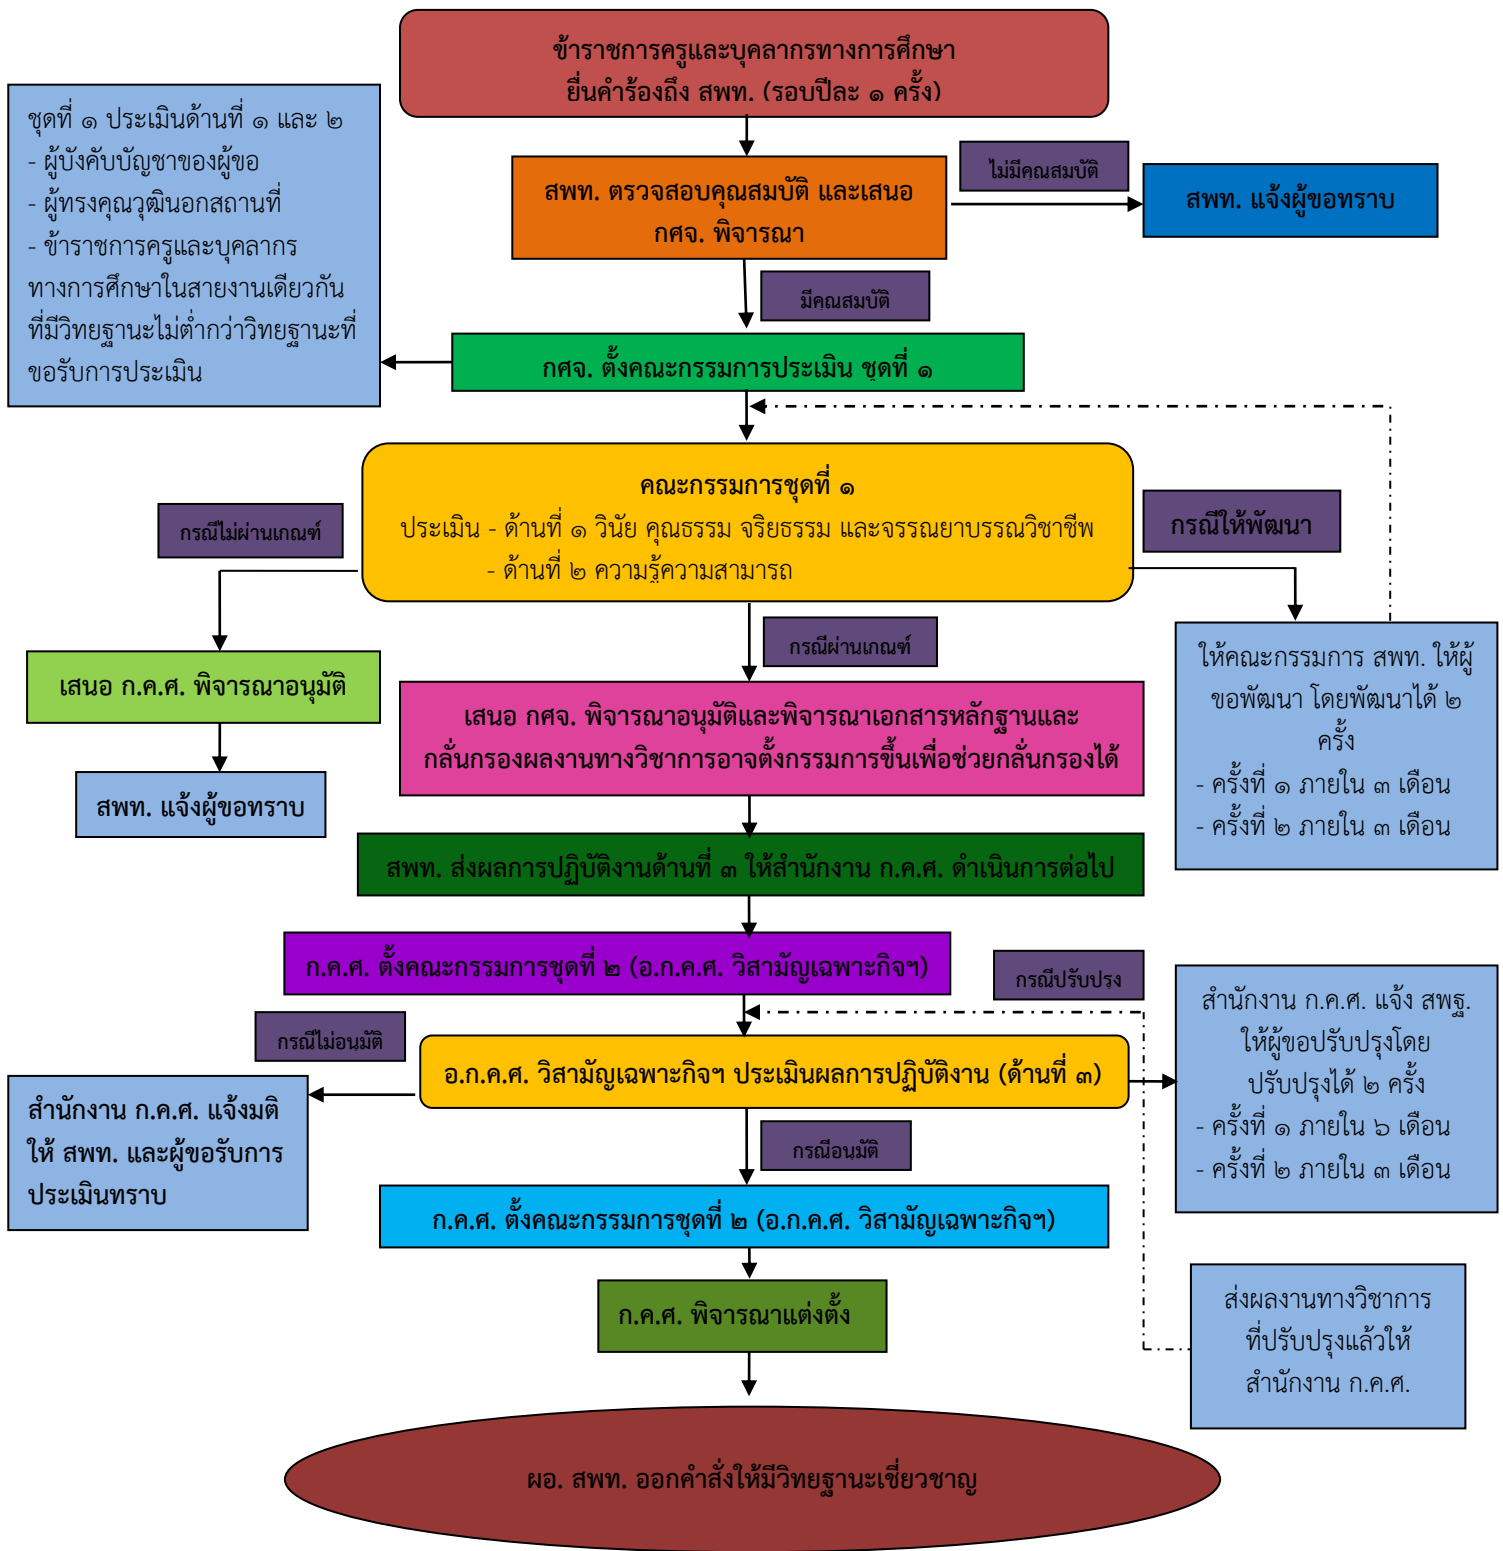 ข้าราชการครูและบุคลากรทางการศึกษา
ยื่นคำร้องถึง สพท. (รอบปีละ ๑ ครั้ง)
ชุดที่ ๑ ประเมินด้านที่ ๑ และ ๒
- ผู้บังคับบัญชาของผู้ขอ
- ผู้ทรงคุณวุฒินอกสถานที่
- ข้าราชการครูและบุคลากร
ทางการศึกษาในสายงานเดียวกัน
ที่มีวิทยฐานะไม่ต่ำกว่าวิทยฐานะที่
ขอรับการประเมิน
สพท. ตรวจสอบคุณสมบัติ และเสนอ
กศจ. พิจารณา
ไม่มีคุณสมบัติ
สพท. แจ้งผู้ขอทราบ
มีคุณสมบัติ
กศจ. ตั้งคณะกรรมการประเมิน ชุดที่ ๑
คณะกรรมการชุดที่ ๑
ประเมิน - ด้านที่ ๑ วินัย คุณธรรม จริยธรรม และจรรณยาบรรณวิชาชีพ
- ด้านที่ ๒ ความรู้ความสามารถ
กรณีไม่ผ่านเกณฑ์
กรณีให้พัฒนา
เสนอ ก.ค.ศ. พิจารณาอนุมัติ
สพท. แจ้งผู้ขอทราบ
กรณีผ่านเกณฑ์
ให้คณะกรรมการ สพท. ให้ผู้
ขอพัฒนา โดยพัฒนาได้ ๒
ครั้ง
- ครั้งที่ ๑ ภายใน ๓ เดือน
- ครั้งที่ ๒ ภายใน ๓ เดือน
เสนอ กศจ. พิจารณาอนุมัติและพิจารณาเอกสารหลักฐานและ
กลั่นกรองผลงานทางวิชาการอาจตั้งกรรมการขึ้นเพื่อช่วยกลั่นกรองได้
สพท. ส่งผลการปฏิบัติงานด้านที่ ๓ ให้สำนักงาน ก.ค.ศ. ดำเนินการต่อไป
ก.ค.ศ. ตั้งคณะกรรมการชุดที่ ๒ (อ.ก.ค.ศ. วิสามัญเฉพาะกิจฯ)
กรณีปรับปรุง
สำนักงาน ก.ค.ศ. แจ้ง สพฐ.
ให้ผู้ขอปรับปรุงโดย
ปรับปรุงได้ ๒ ครั้ง
- ครั้งที่ ๑ ภายใน ๖ เดือน
- ครั้งที่ ๒ ภายใน ๓ เดือน
กรณีไม่อนุมัติ
อ.ก.ค.ศ. วิสามัญเฉพาะกิจฯ ประเมินผลการปฏิบัติงาน (ด้านที่ ๓)
สำนักงาน ก.ค.ศ. แจ้งมติ
ให้ สพท. และผู้ขอรับการ
ประเมินทราบ
กรณีอนุมัติ
ก.ค.ศ. ตั้งคณะกรรมการชุดที่ ๒ (อ.ก.ค.ศ. วิสามัญเฉพาะกิจฯ)
ก.ค.ศ. พิจารณาแต่งตั้ง
ส่งผลงานทางวิชาการ
ที่ปรับปรุงแล้วให้
สำนักงาน ก.ค.ศ.
ผอ. สพท. ออกคำสั่งให้มีวิทยฐานะเชี่ยวชาญ